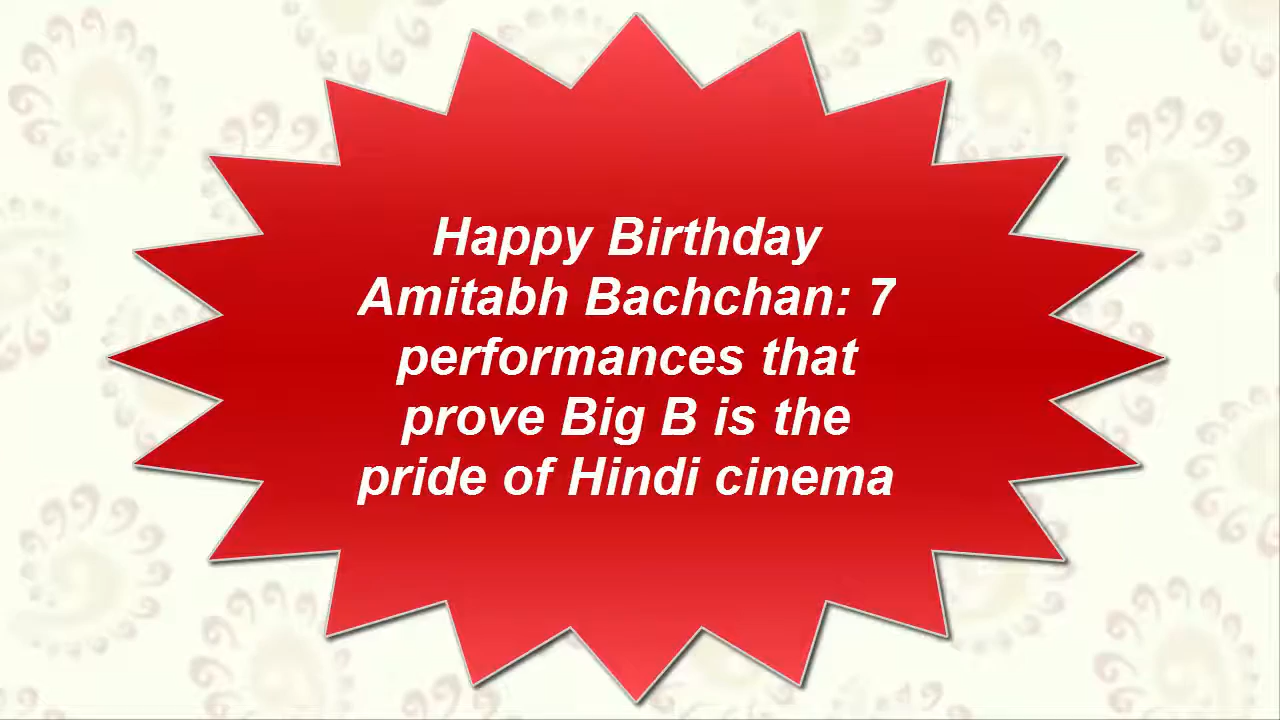 Happy Birthday
Amitabh Bachchan: 7
performances that
prove Big B is the
pride of Hindi cinema